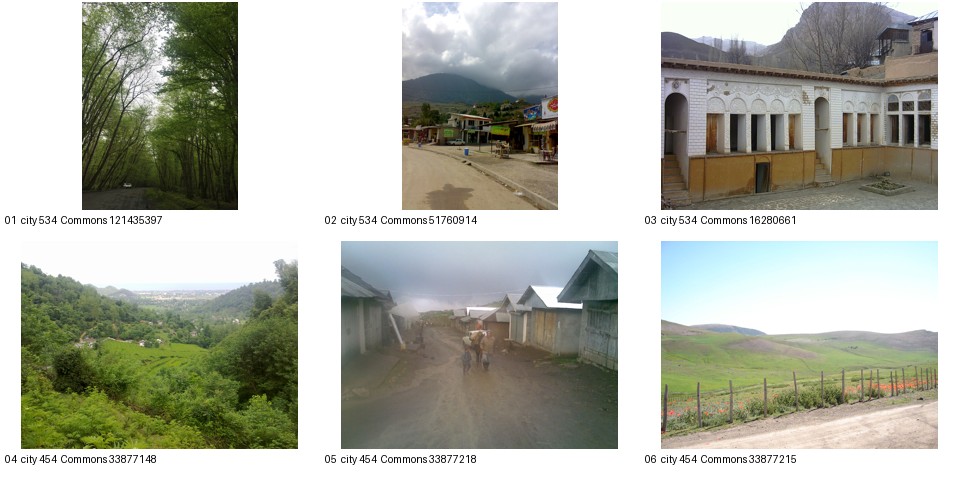 01 city 534 Commons 121435397
02 city 534 Commons 51760914
03 city 534 Commons 16280661
04 city 454 Commons 33877148
05 city 454 Commons 33877218
06 city 454 Commons 33877215